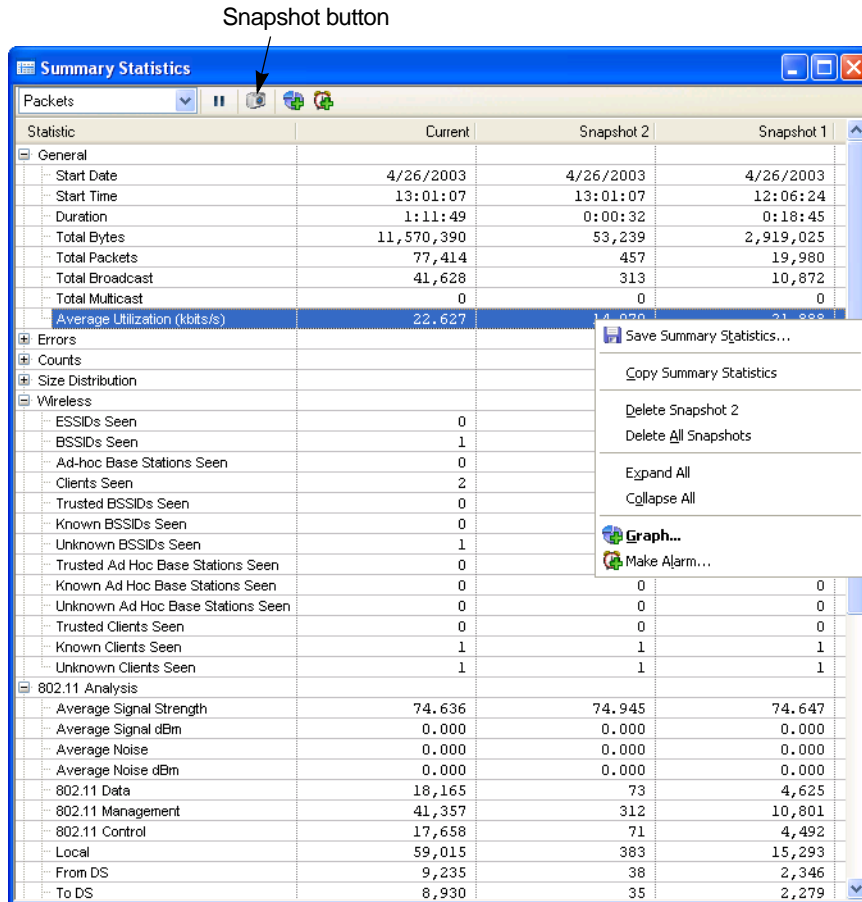 Snapshot button
Summary Statistics
Packets
Statistic Current Snapshot 2 Snapshot 1
General
Start Date 4/26/2003 4/26/2003 4/26/2003
Start Time 13:01:07 13:01:07 12:06:24
Duration 1:11:49 0:00:32 0:18:45
Total Bytes 11,570,390 53,239 2,919,025
Total Packets 77,414 457 19,980
Total Broadcast 41,628 313 10,872
Total Multicast 0 0 0
Average Utilization (kbits/s) 22.627
Errors
Counts
Size Distribution
Wireless
ESSIDs Seen 0
BSSIDs Seen 1
Ad-hoc Base Stations Seen 0
Clients Seen 2
Trusted BSSIDs Seen 0
Known BSSIDs Seen 0
Unknown BSSIDs Seen 1
Trusted Ad Hoc Base Stations Seen 0
Known Ad Hoc Base Stations Seen 0 0 0
Unknown Ad Hoc Base Stations Seen 0 0 0
Trusted Clients Seen 0 0 0
Known Clients Seen 1 1 1
Unknown Clients Seen 1 1 1
802.11 Analysis
Average Signal Strength 74.636 74.945 74.647
Average Signal dBm 0.000 0.000 0.000
Average Noise 0.000 0.000 0.000
Average Noise dBm 0.000 0.000 0.000
802.11 Data 18,165 73 4,625
802.11 Management 41,357 312 10,801
802.11 Control 17,658 71 4,492
Local 59,015 383 15,293
From DS 9,235 38 2,346
To DS 8,930 35 2,279
Save Summary Statistics...
Copy Summary Statistics
Delete Snapshot 2
Delete All Snapshots
Expand All
Collapse All
Graph...
Make Alarm...